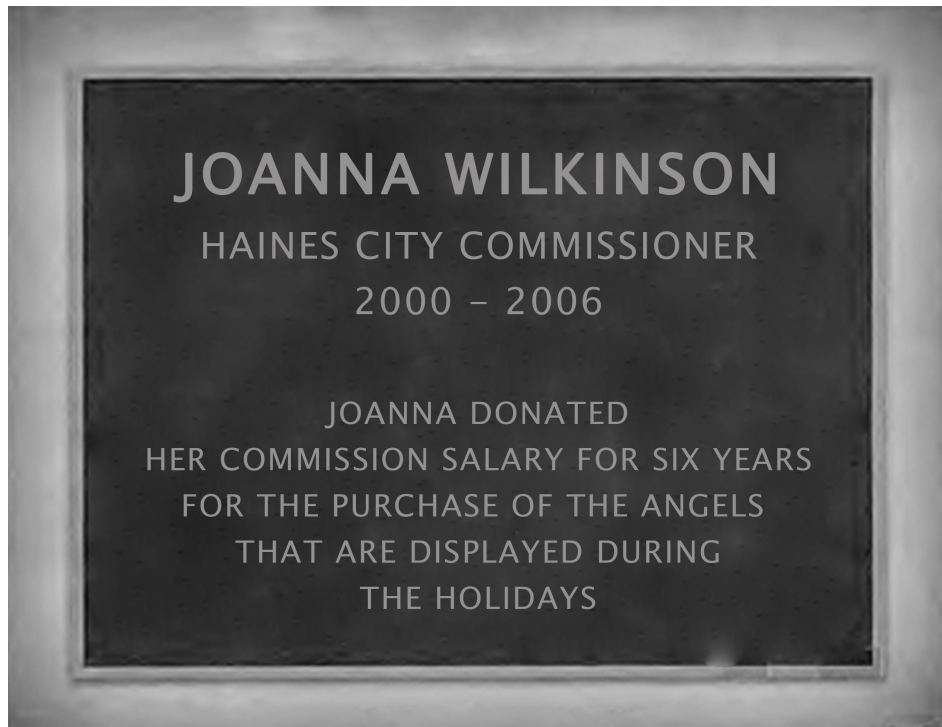 JOANNA WILKINSON
HAINES CITY COMMISSIONER
2000 – 2006
JOANNA DONATED
HER COMMISSION SALARY FOR SIX YEARS
FOR THE PURCHASE OF THE ANGELS
THAT ARE DISPLAYED DURING
THE HOLIDAYS